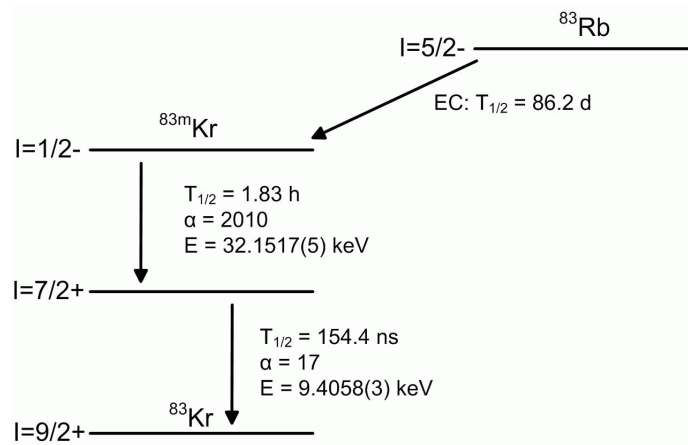 ⁸³Rb
I=5/2-
EC: T₁/₂ = 86.2 d
⁸³ᵐKr
I=1/2-
T₁/₂ = 1.83 h
α = 2010
E = 32.1517(5) keV
I=7/2+
T₁/₂ = 154.4 ns
α = 17
E = 9.4058(3) keV
⁸³Kr
I=9/2+